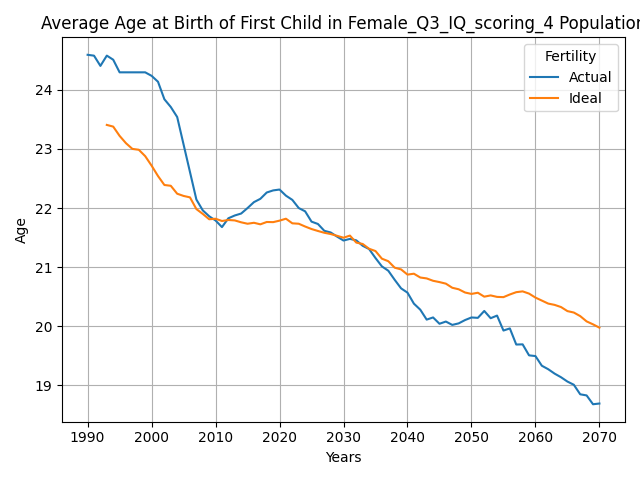 Average Age at Birth of First Child in Female_Q3_IQ_scoring_4 Population
Fertility
Actual
Ideal
Age
24
23
22
21
20
19
1990 2000 2010 2020 2030 2040 2050 2060 2070
Years